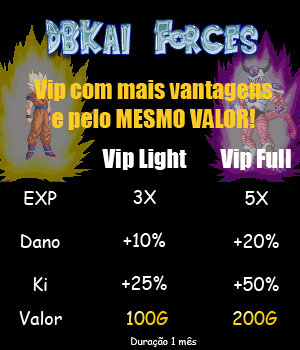 DBKai Forces
Vip com mais vantagens
e pelo MESMO VALOR!
Vip Light Vip Full
EXP 3X 5X
Dano +10% +20%
Ki +25% +50%
Valor 100G 200G
Duração 1 mês